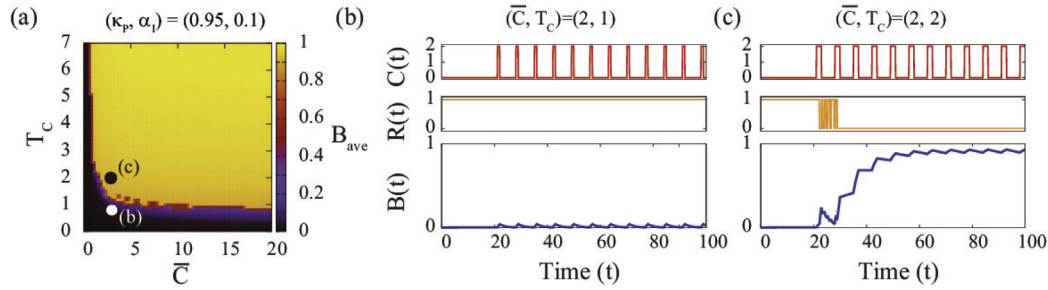 (a)
(κP, αI) = (0.95, 0.1)
7
6
5
4
3
2
1
0
TC
(c)
(b)
0 5 10 15 20
C̅
1
0.8
0.6
0.4
0.2
0
Bave
(b)
(C̅, TC)=(2, 1)
C(t)
2
1
0
R(t)
1
0
B(t)
1
0
0 20 40 60 80 100
Time (t)
(c)
(C̅, TC)=(2, 2)
2
1
0
1
0
1
0
0 20 40 60 80 100
Time (t)